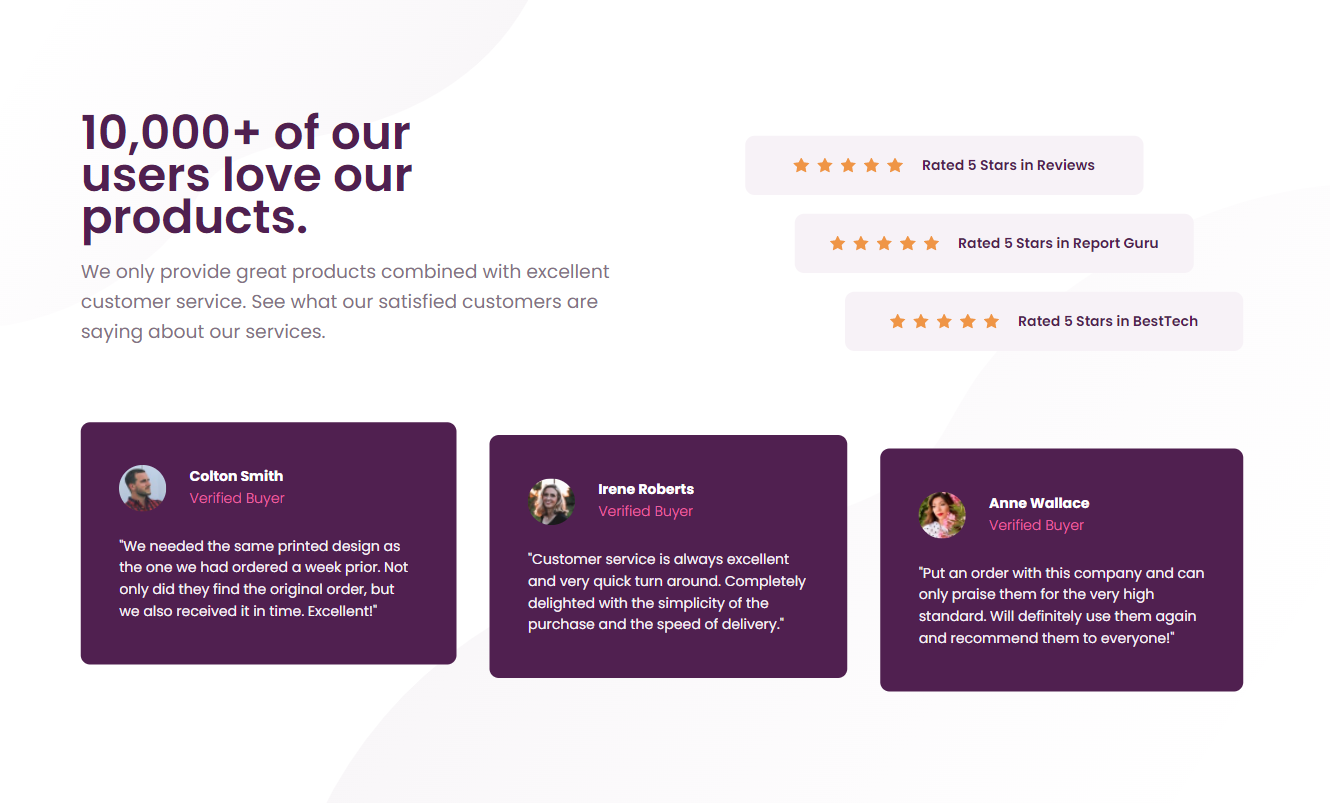 10,000+ of our
users love our
products.
We only provide great products combined with excellent
customer service. See what our satisfied customers are
saying about our services.
Rated 5 Stars in Reviews
Rated 5 Stars in Report Guru
Rated 5 Stars in BestTech
Colton Smith
Verified Buyer
"We needed the same printed design as
the one we had ordered a week prior. Not
only did they find the original order, but
we also received it in time. Excellent!"
Irene Roberts
Verified Buyer
"Customer service is always excellent
and very quick turn around. Completely
delighted with the simplicity of the
purchase and the speed of delivery."
Anne Wallace
Verified Buyer
"Put an order with this company and can
only praise them for the very high
standard. Will definitely use them again
and recommend them to everyone!"